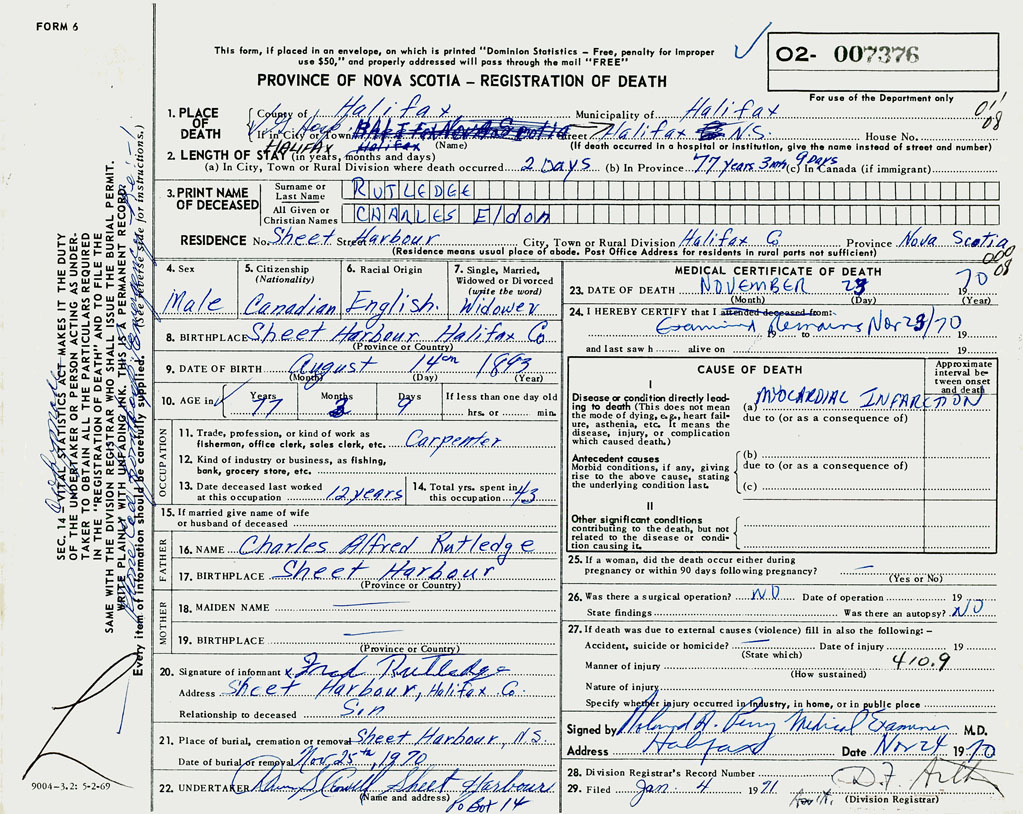 FORM 6
This form, if placed in an envelope, on which is printed "Dominion Statistics – Free, penalty for improper
use $50," and properly addressed will pass through the mail "FREE"
PROVINCE OF NOVA SCOTIA – REGISTRATION OF DEATH
02- 007376
For use of the Department only
1. PLACE OF DEATH
County of Halifax Municipality of Halifax
If in City or Town Street Halifax N.S. House No.
HALIFAX Halifax (Name) (If death occurred in a hospital or institution, give the name instead of street and number)
2. LENGTH OF STAY (in years, months and days)
(a) In City, Town or Rural Division where death occurred 2 Days (b) In Province 77 years 3 mth 9 Days (c) In Canada (if immigrant)
3. PRINT NAME OF DECEASED
Surname or Last Name RUTLEDGE
All Given or Christian Names CHARLES Eldon
RESIDENCE No. Sheet Street Harbour City, Town or Rural Division Halifax Co Province Nova Scotia
(Residence means usual place of abode. Post Office Address for residents in rural parts not sufficient)
4. Sex Male
5. Citizenship (Nationality) Canadian
6. Racial Origin English.
7. Single, Married, Widowed or Divorced (write the word) Widower
8. BIRTHPLACE Sheet Harbour Halifax Co
(Province or Country)
9. DATE OF BIRTH August 14th 1893
(Month) (Day) (Year)
10. AGE in Years 77 Months 3 Days 9 If less than one day old hrs. or min.
OCCUPATION
11. Trade, profession, or kind of work as fisherman, office clerk, sales clerk, etc. Carpenter
12. Kind of industry or business, as fishing, bank, grocery store, etc.
13. Date deceased last worked at this occupation 12 years
14. Total yrs. spent in this occupation 43
15. If married give name of wife or husband of deceased
FATHER
16. NAME Charles Alfred Rutledge
17. BIRTHPLACE Sheet Harbour
(Province or Country)
MOTHER
18. MAIDEN NAME
19. BIRTHPLACE
(Province or Country)
20. Signature of informant x Fred Rutledge
Address Sheet Harbour, Halifax Co.
Relationship to deceased Son
21. Place of burial, cremation or removal Sheet Harbour, N.S.
Date of burial or removal Nov. 25th, 1970
22. UNDERTAKER Sheet Harbour
(Name and address) Po Box 14
MEDICAL CERTIFICATE OF DEATH
23. DATE OF DEATH NOVEMBER 23 1970
(Month) (Day)
24. I HEREBY CERTIFY that I attended deceased from:
Examined Remains Nov 23/70
19 19
and last saw h alive on 19
CAUSE OF DEATH
Approximate interval between onset and death
I
Disease or condition directly leading to death (This does not mean the mode of dying, e.g., heart failure, asthenia, etc. It means the disease, injury, or complication which caused death.)
(a) MYOCARDIAL INFARCTION
due to (or as a consequence of)
Antecedent causes
Morbid conditions, if any, giving rise to the above cause, stating the underlying condition last.
(b)
due to (or as a consequence of)
(c)
II
Other significant conditions
contributing to the death, but not related to the disease or condition causing it.
25. If a woman, did the death occur either during pregnancy or within 90 days following pregnancy?
(Yes or No)
26. Was there a surgical operation? NO Date of operation 19
State findings Was there an autopsy? NO
27. If death was due to external causes (violence) fill in also the following: –
Accident, suicide or homicide? Date of injury 19
(State which)
Manner of injury 410.9
(How sustained)
Nature of injury
Specify whether injury occurred in industry, in home, or in public place
Signed by Roland H. Perry Medical Examiner M.D.
Address Halifax Date Nov 24 1970
28. Division Registrar's Record Number
29. Filed Jan. 4 1971
(Division Registrar)
SEC. 14 – VITAL STATISTICS ACT MAKES IT THE DUTY
OF THE UNDERTAKER OR PERSON ACTING AS UNDER-
TAKER TO OBTAIN ALL THE PARTICULARS REQUIRED
IN THE "REGISTRATION OF DEATH" AND TO FILE THE
SAME WITH THE DIVISION REGISTRAR WHO SHALL ISSUE THE BURIAL PERMIT.
WRITE PLAINLY WITH UNFADING INK. THIS IS A PERMANENT RECORD.
Every item of information should be carefully supplied. (See reverse side for instructions.)
9004–3.2: 5-2-69